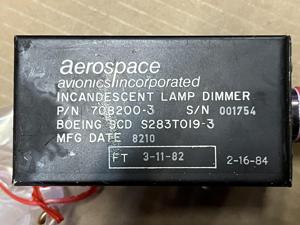 aerospace
avionics incorporated
INCANDESCENT LAMP DIMMER
P/N 708200-3 S/N 001754
BOEING SCD S283T019-3
MFG DATE 8210
FT 3-11-82 2-16-84